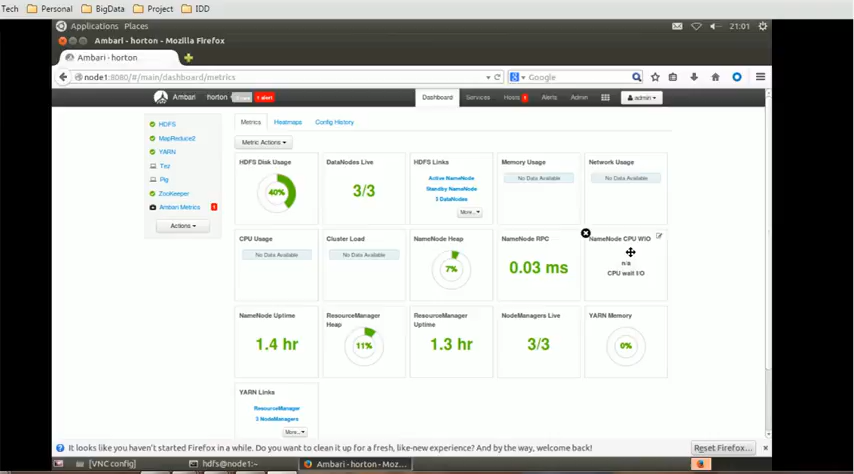 Tech Personal BigData Project IDD
Applications Places 21:01
Ambari - horton - Mozilla Firefox
Ambari - horton
node1:8080/#/main/dashboard/metrics Google
Ambari horton 1 alert Dashboard Services Hosts 1 Alerts Admin admin
HDFS
MapReduce2
YARN
Tez
Pig
ZooKeeper
Ambari Metrics 1
Actions
Metrics Heatmaps Config History
Metric Actions
HDFS Disk Usage DataNodes Live HDFS Links Memory Usage Network Usage
40% 3/3 Active NameNode No Data Available No Data Available
Standby NameNode
3 DataNodes
More...
CPU Usage Cluster Load NameNode Heap NameNode RPC NameNode CPU WIO
No Data Available No Data Available 7% 0.03 ms n/a
CPU wait I/O
NameNode Uptime ResourceManager Heap ResourceManager Uptime NodeManagers Live YARN Memory
1.4 hr 11% 1.3 hr 3/3 0%
YARN Links
ResourceManager
3 NodeManagers
More...
It looks like you haven't started Firefox in a while. Do you want to clean it up for a fresh, like-new experience? And by the way, welcome back! Reset Firefox...
[VNC config] hdfs@node1:~ Ambari - horton - Mozilla Fo...